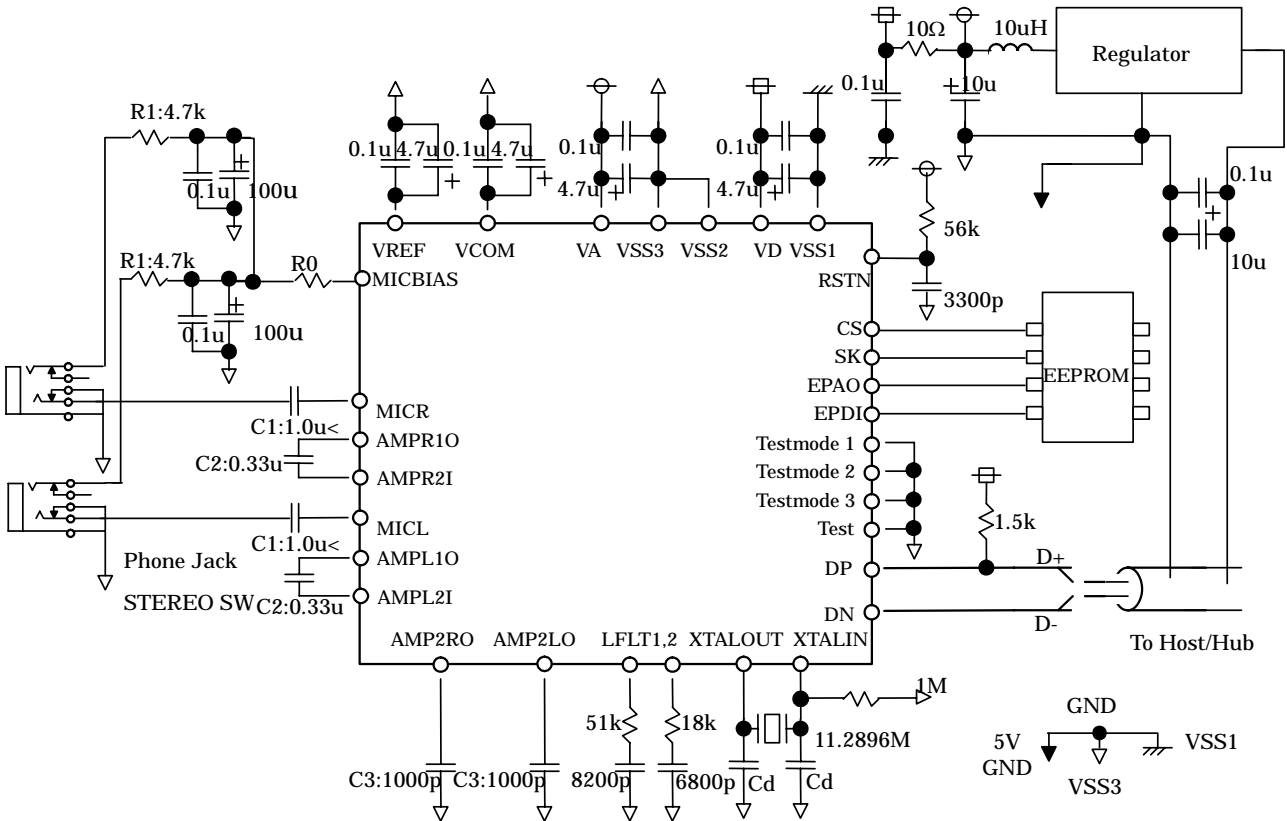 10Ω
10uH
Regulator
0.1u
10u
R1:4.7k
0.1u
100u
0.1u 4.7u
0.1u 4.7u
0.1u
4.7u
0.1u
4.7u
0.1u
10u
56k
3300p
VREF
VCOM
VA
VSS3
VSS2
VD
VSS1
R1:4.7k
R0
MICBIAS
RSTN
0.1u
100u
CS
SK
EPAO
EPDI
EEPROM
MICR
C1:1.0u<
AMPR1O
C2:0.33u
AMPR2I
Testmode 1
Testmode 2
Testmode 3
Test
1.5k
MICL
C1:1.0u<
Phone Jack
AMPL1O
STEREO SW
C2:0.33u
AMPL2I
DP
D+
DN
D-
To Host/Hub
AMP2RO
AMP2LO
LFLT1,2
XTALOUT
XTALIN
1M
51k
18k
11.2896M
C3:1000p
C3:1000p
8200p
6800p
Cd
Cd
GND
5V
GND
VSS1
VSS3